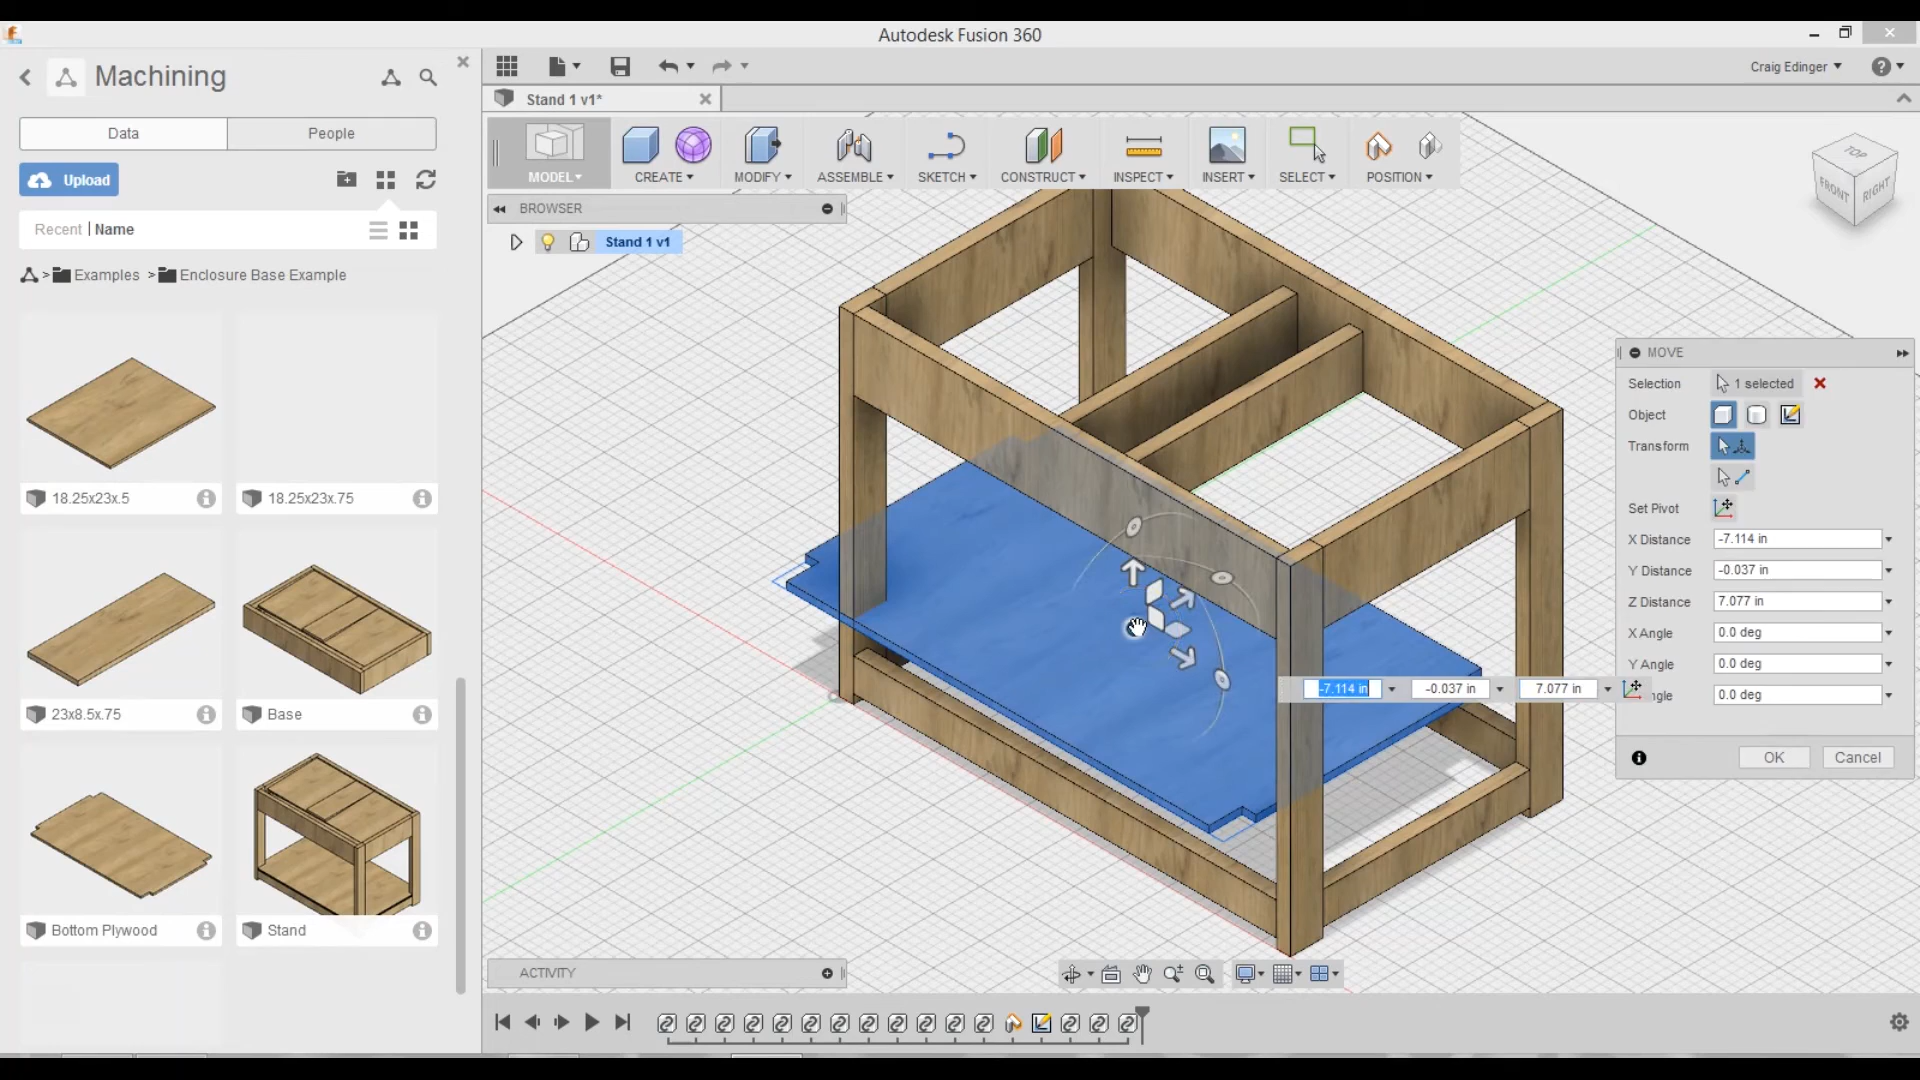 Autodesk Fusion 360
Machining
Craig Edinger
Stand 1 v1*
Data
People
MODEL
CREATE
MODIFY
ASSEMBLE
SKETCH
CONSTRUCT
INSPECT
INSERT
SELECT
POSITION
TOP
FRONT
RIGHT
Upload
BROWSER
Recent | Name
Stand 1 v1
> Examples > Enclosure Base Example
MOVE
Selection 1 selected
Object
Transform
Set Pivot
X Distance -7.114 in
Y Distance -0.037 in
Z Distance 7.077 in
X Angle 0.0 deg
Y Angle 0.0 deg
ngle 0.0 deg
-7.114 in -0.037 in 7.077 in
OK Cancel
18.25x23x.5
18.25x23x.75
23x8.5x.75
Base
Bottom Plywood
Stand
ACTIVITY